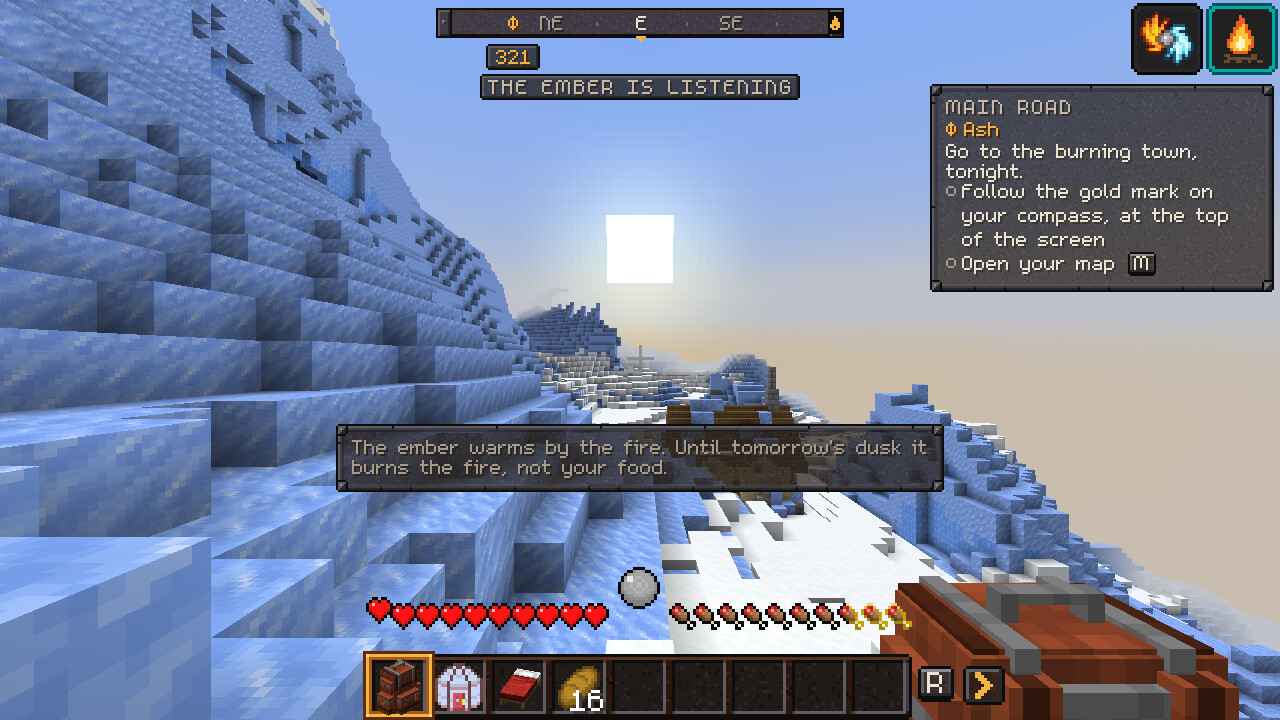 NE E SE
321
THE EMBER IS LISTENING
MAIN ROAD
Ash
Go to the burning town,
tonight.
Follow the gold mark on
your compass, at the top
of the screen
Open your map M
The ember warms by the fire. Until tomorrow's dusk it
burns the fire, not your food.
16
R